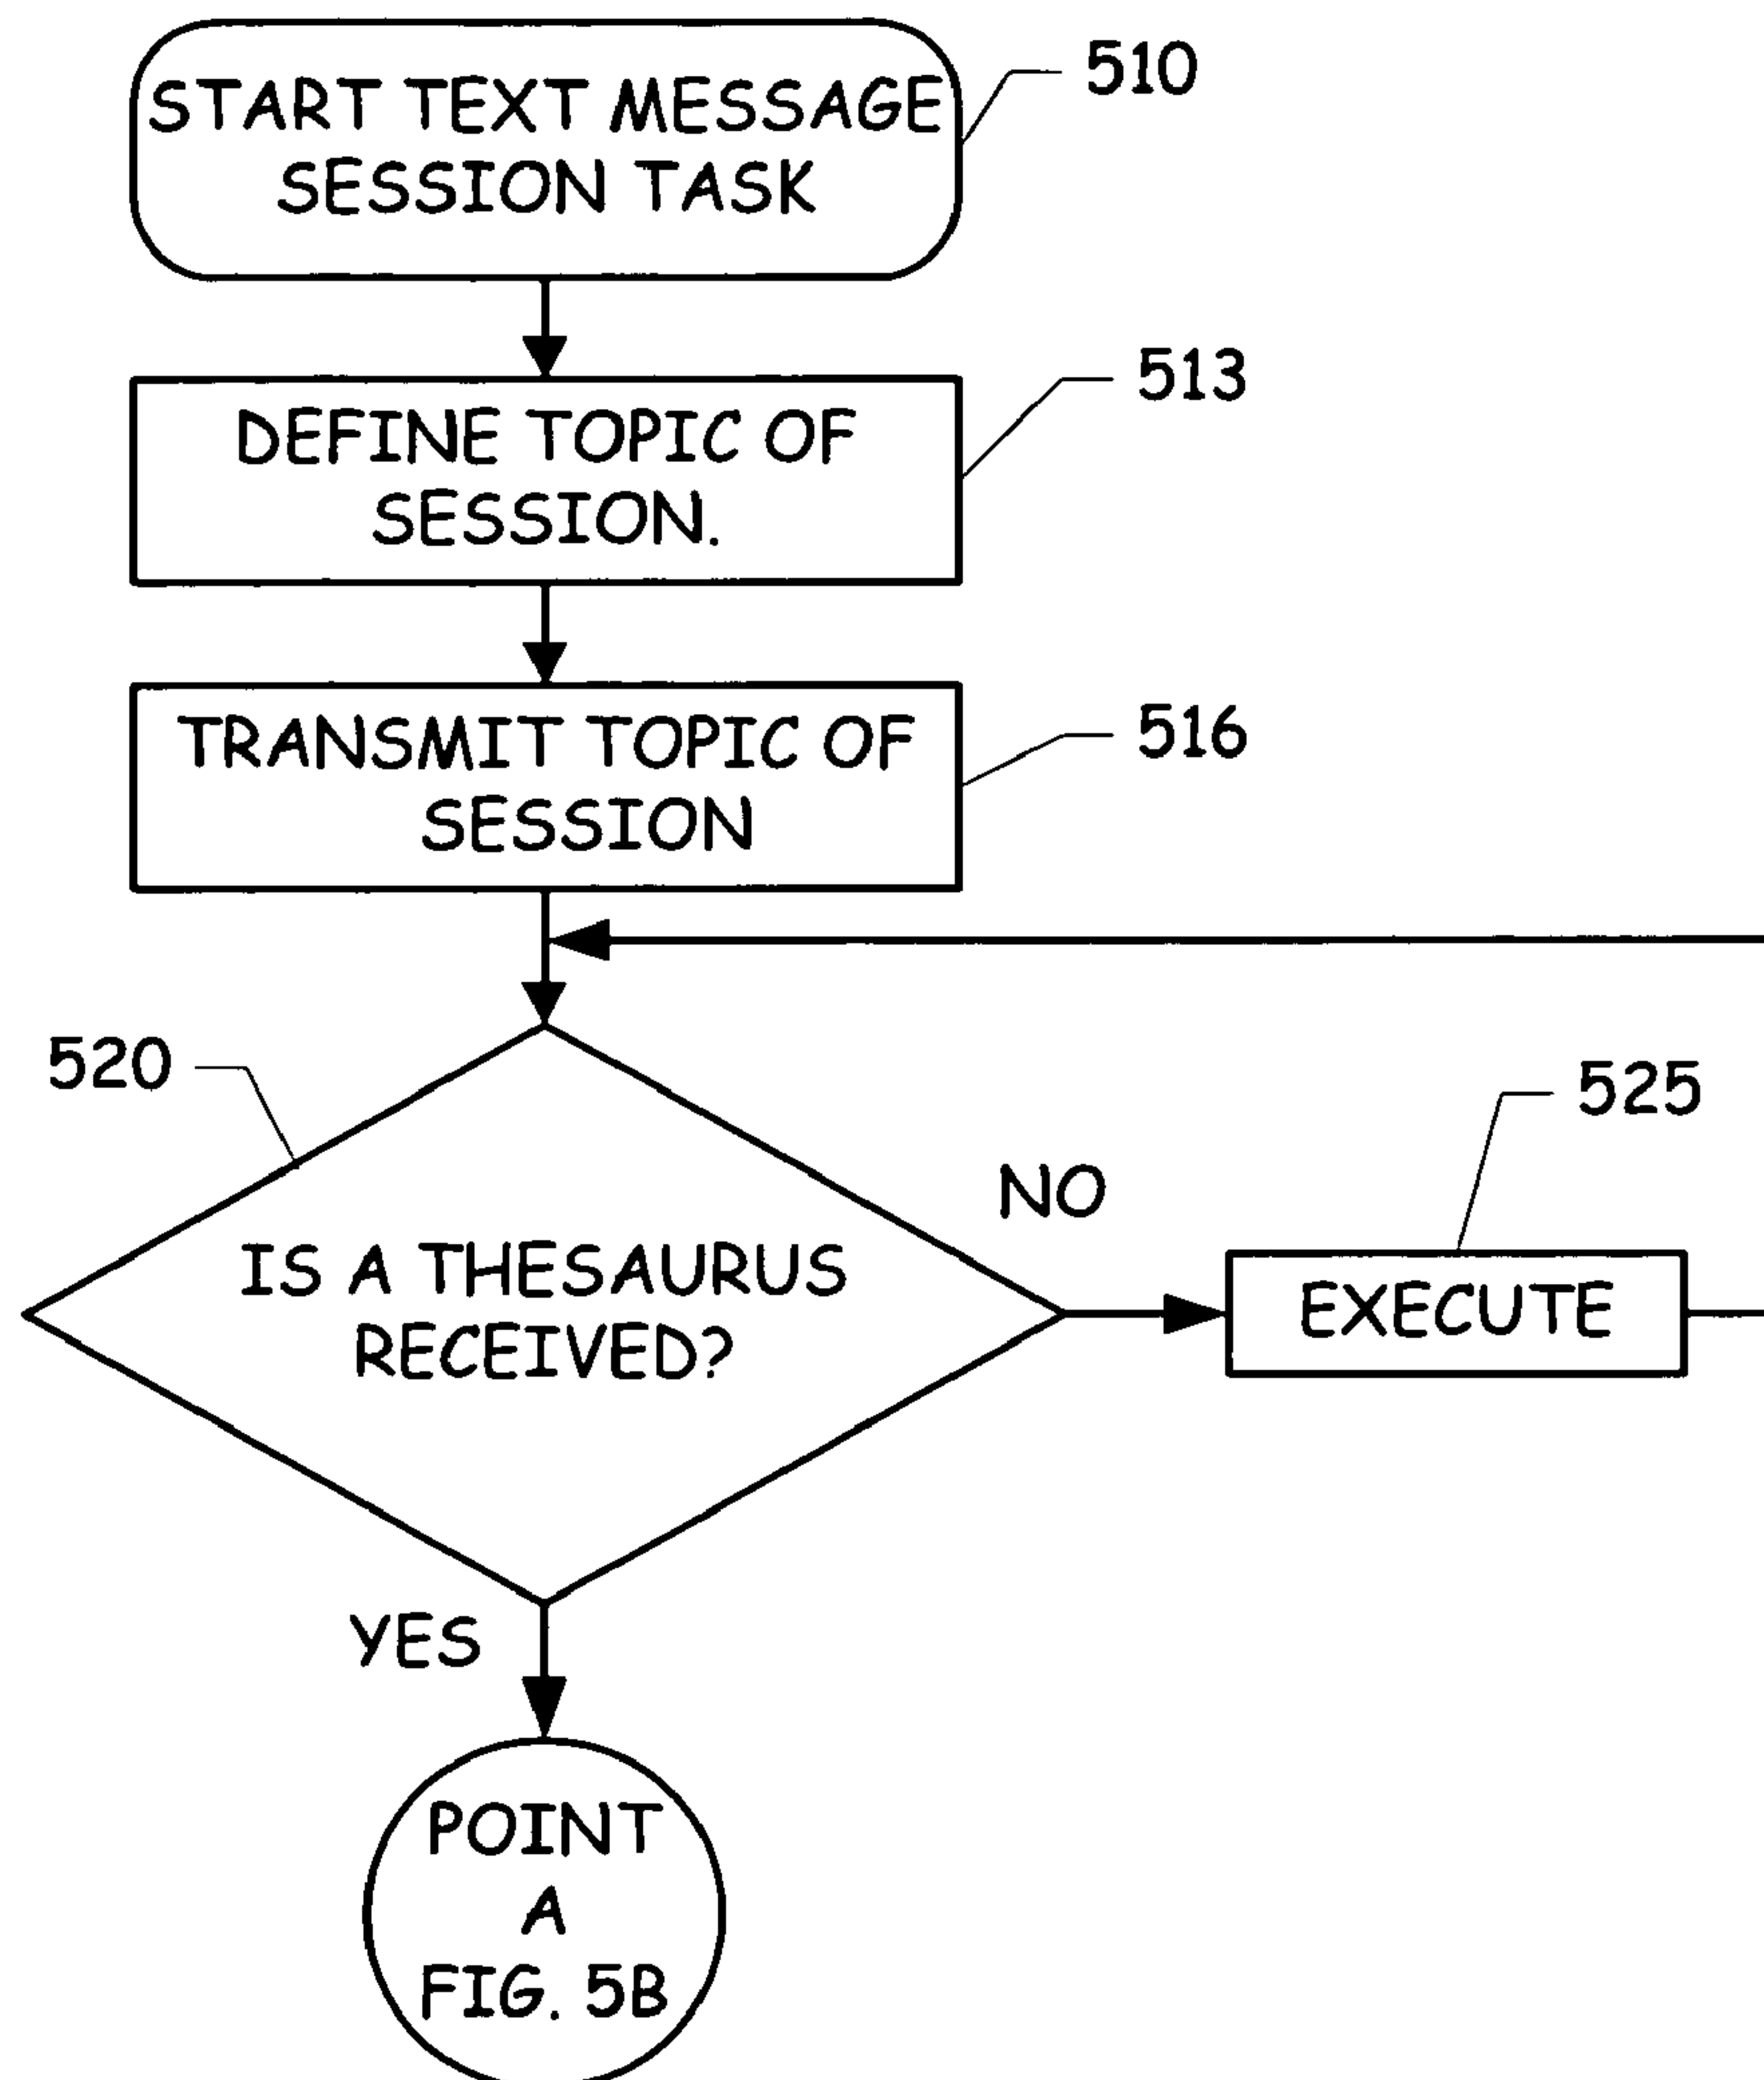 START TEXT MESSAGE
SESSION TASK
510
DEFINE TOPIC OF
SESSION.
513
TRANSMIT TOPIC OF
SESSION
516
520
525
NO
IS A THESAURUS
RECEIVED?
EXECUTE
YES
POINT
A
FIG. 5B